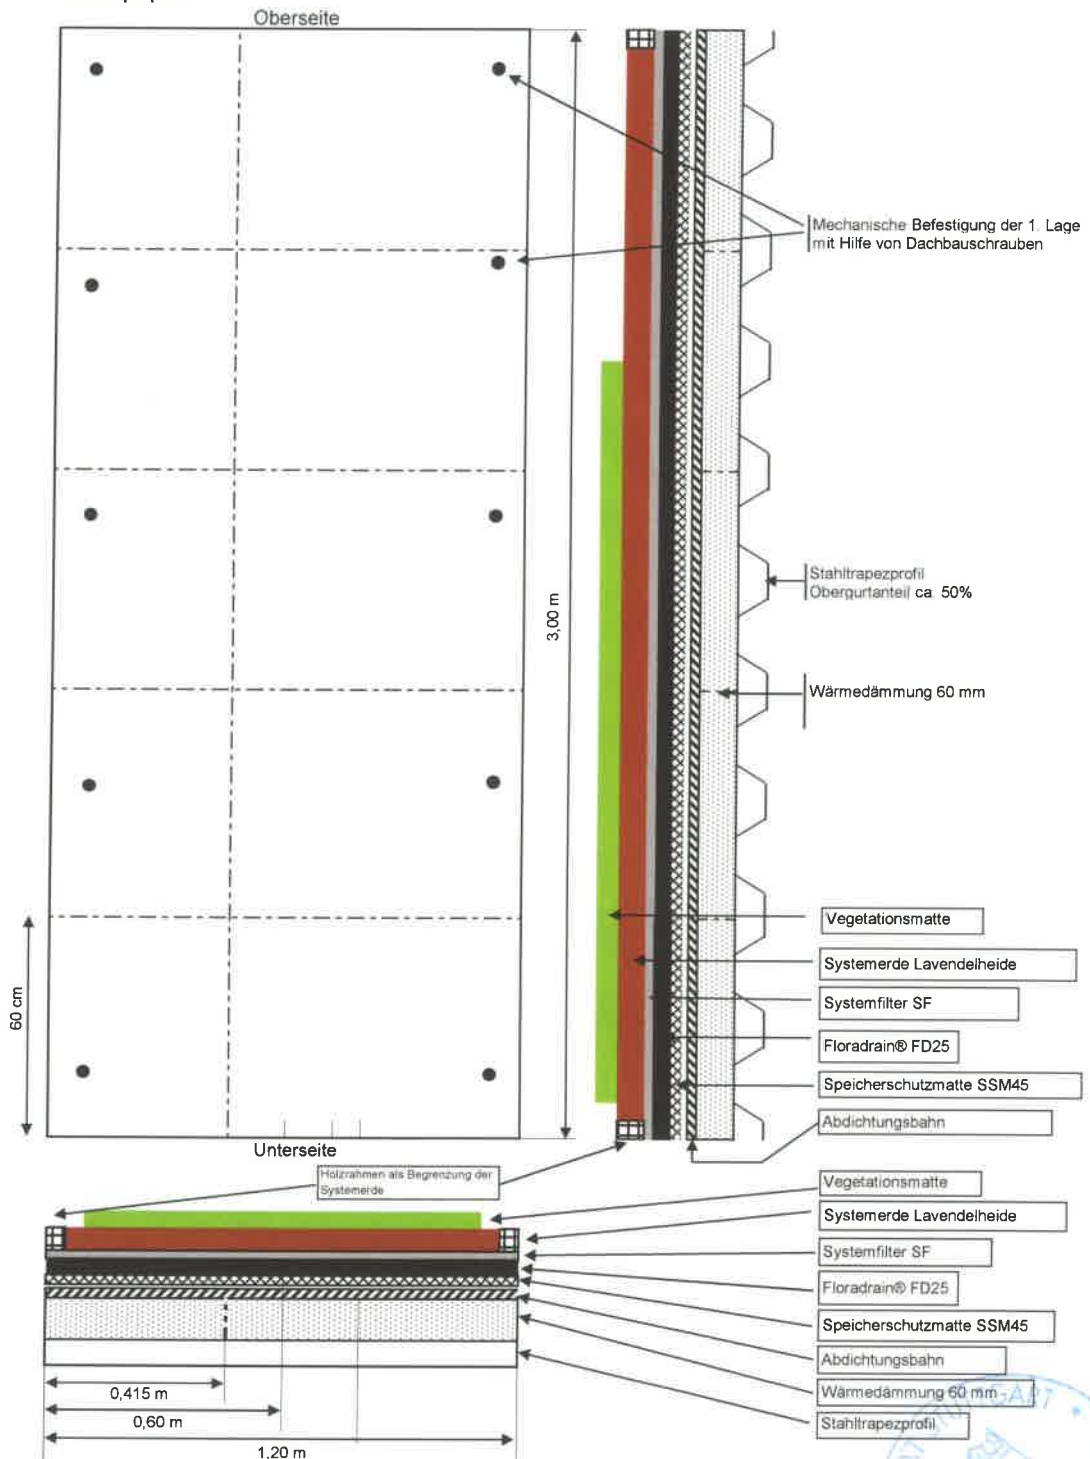 Oberseite
Mechanische Befestigung der 1. Lage
mit Hilfe von Dachbauschrauben
3,00 m
Stahltrapezprofil
Obergurtanteil ca. 50%
Wärmedämmung 60 mm
60 cm
Vegetationsmatte
Systemerde Lavendelheide
Systemfilter SF
Floradrain® FD25
Speicherschutzmatte SSM45
Abdichtungsbahn
Unterseite
Holzrahmen als Begrenzung der
Systemerde
Vegetationsmatte
Systemerde Lavendelheide
Systemfilter SF
Floradrain® FD25
Speicherschutzmatte SSM45
Abdichtungsbahn
Wärmedämmung 60 mm
Stahltrapezprofil
0,415 m
0,60 m
1,20 m